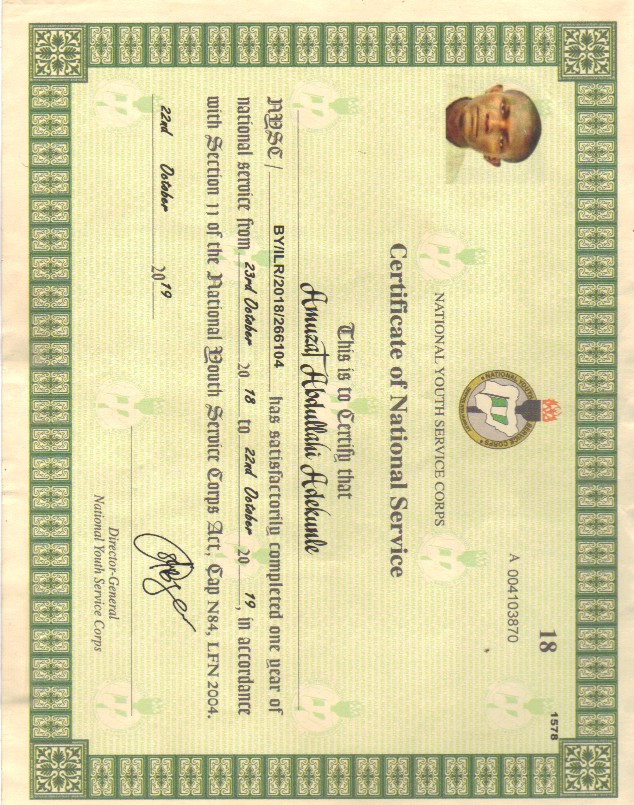 18
1578
A 004103870
NATIONAL YOUTH SERVICE CORPS
Certificate of National Service
This is to Certify that
Amuzat Abdullahi Adekunle
NYSC/ BY/ILR/2018/266104 has satisfactorily completed one year of
national service from 23rd October 20 18 to 22nd October 20 19, in accordance
with Section 11 of the National Youth Service Corps Act, Cap N84, LFN 2004.
22nd October 2019
Director-General
National Youth Service Corps